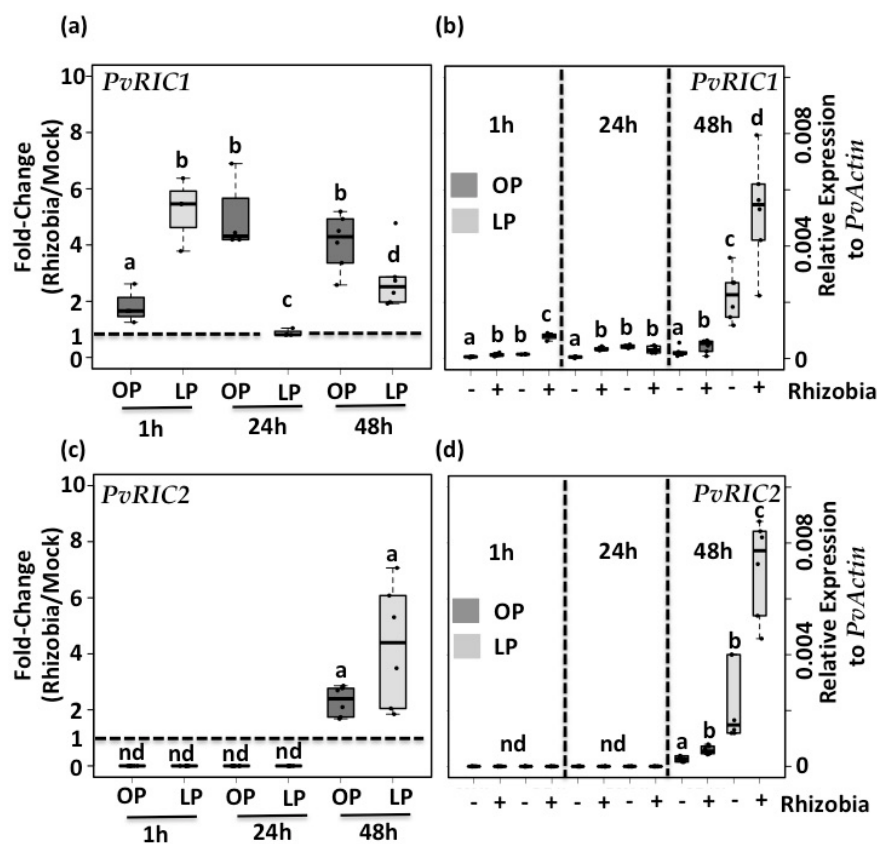 (a)
PvRIC1
Fold-Change
(Rhizobia/Mock)
10
8
6
4
2
1
0
a
b
b
c
b
d
OP LP OP LP OP LP
1h 24h 48h
(b)
PvRIC1
1h 24h 48h
OP
LP
a b b c a b b b a b c d
0.008
0.004
0
Relative Expression
to PvActin
- + - + - + - + - + - + Rhizobia
(c)
PvRIC2
Fold-Change
(Rhizobia/Mock)
10
8
6
4
2
1
0
nd nd nd nd a a
OP LP OP LP OP LP
1h 24h 48h
(d)
PvRIC2
1h 24h 48h
OP
LP
nd nd a b b c
0.008
0.004
0
Relative Expression
to PvActin
- + - + - + - + - + - + Rhizobia